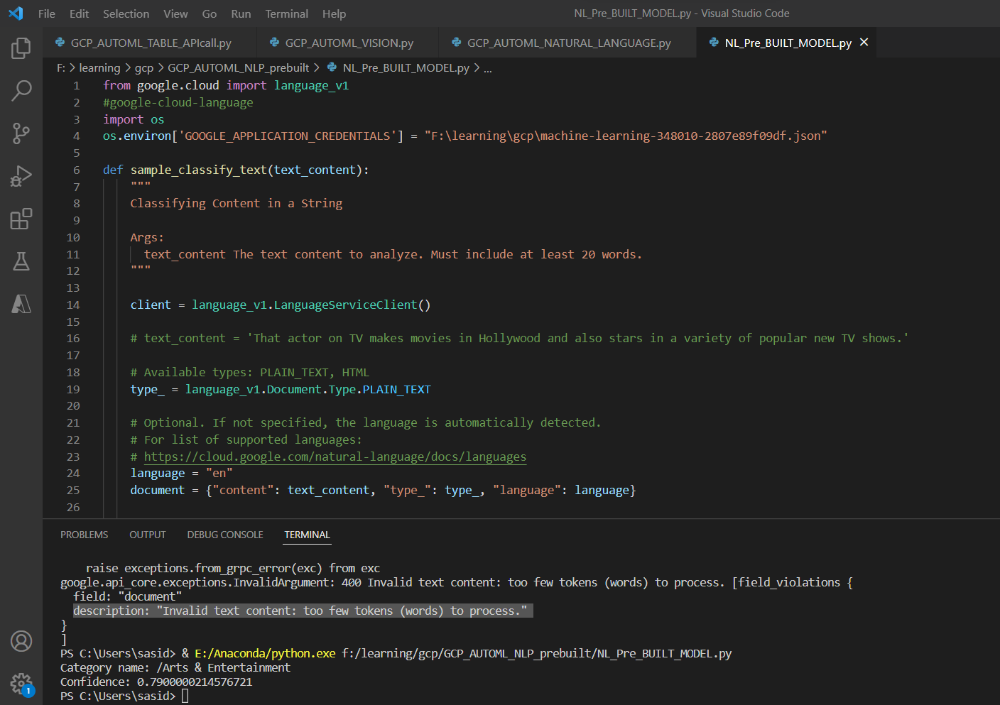 File Edit Selection View Go Run Terminal Help NL_Pre_BUILT_MODEL.py - Visual Studio Code
GCP_AUTOML_TABLE_APIcall.py GCP_AUTOML_VISION.py GCP_AUTOML_NATURAL_LANGUAGE.py NL_Pre_BUILT_MODEL.py
F: > learning > gcp > GCP_AUTOML_NLP_prebuilt > NL_Pre_BUILT_MODEL.py > ...
1 from google.cloud import language_v1
2 #google-cloud-language
3 import os
4 os.environ['GOOGLE_APPLICATION_CREDENTIALS'] = "F:\learning\gcp\machine-learning-348010-2807e89f09df.json"
5
6 def sample_classify_text(text_content):
7 """
8 Classifying Content in a String
9
10 Args:
11 text_content The text content to analyze. Must include at least 20 words.
12 """
13
14 client = language_v1.LanguageServiceClient()
15
16 # text_content = 'That actor on TV makes movies in Hollywood and also stars in a variety of popular new TV shows.'
17
18 # Available types: PLAIN_TEXT, HTML
19 type_ = language_v1.Document.Type.PLAIN_TEXT
20
21 # Optional. If not specified, the language is automatically detected.
22 # For list of supported languages:
23 # https://cloud.google.com/natural-language/docs/languages
24 language = "en"
25 document = {"content": text_content, "type_": type_, "language": language}
26
PROBLEMS OUTPUT DEBUG CONSOLE TERMINAL
raise exceptions.from_grpc_error(exc) from exc
google.api_core.exceptions.InvalidArgument: 400 Invalid text content: too few tokens (words) to process. [field_violations {
field: "document"
description: "Invalid text content: too few tokens (words) to process."
}
]
PS C:\Users\sasid> & E:/Anaconda/python.exe f:/learning/gcp/GCP_AUTOML_NLP_prebuilt/NL_Pre_BUILT_MODEL.py
Category name: /Arts & Entertainment
Confidence: 0.7900000214576721
PS C:\Users\sasid>
1